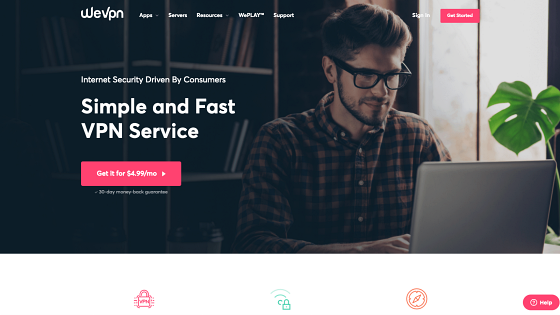 WeVpn
Apps Servers Resources WePLAY™ Support Sign In Get Started
Internet Security Driven By Consumers
Simple and Fast
VPN Service
Get it for $4.99/mo
✓ 30-day money-back guarantee
VPN
Help